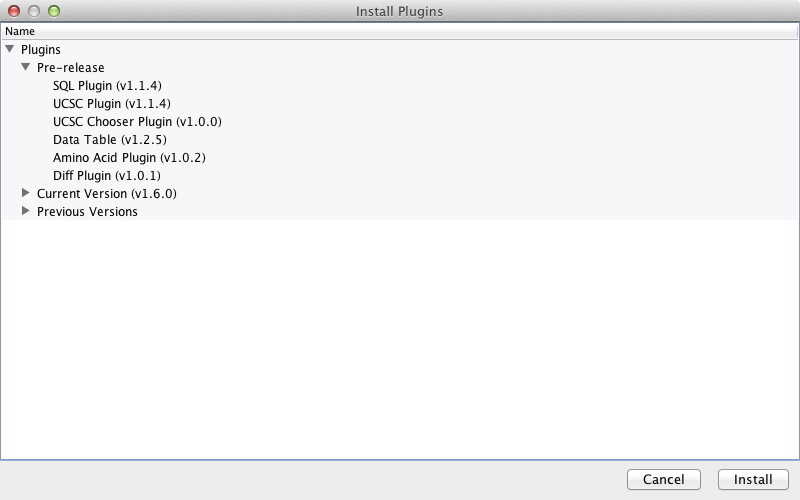 Install Plugins
Name
Plugins
Pre-release
SQL Plugin (v1.1.4)
UCSC Plugin (v1.1.4)
UCSC Chooser Plugin (v1.0.0)
Data Table (v1.2.5)
Amino Acid Plugin (v1.0.2)
Diff Plugin (v1.0.1)
Current Version (v1.6.0)
Previous Versions
Cancel Install